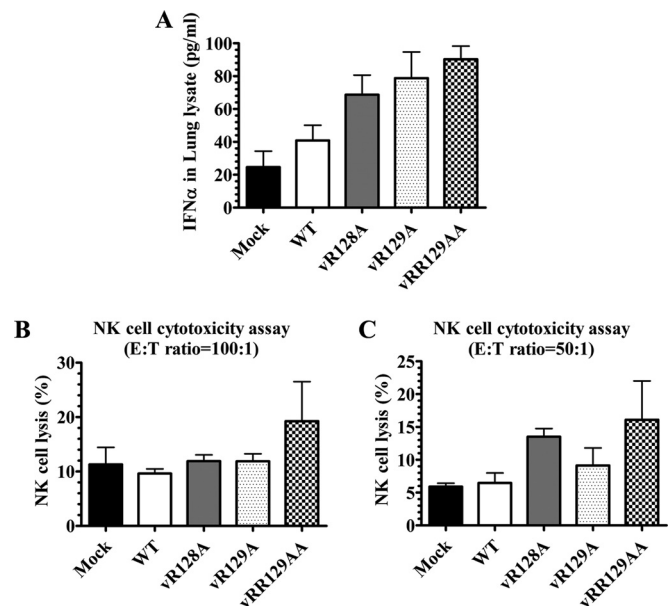 A
IFNα in Lung lysate (pg/ml)
100
80
60
40
20
0
Mock
WT
vR128A
vR129A
vRR129AA
B
NK cell cytotoxicity assay
(E:T ratio=100:1)
NK cell lysis (%)
30
20
10
0
Mock
WT
vR128A
vR129A
vRR129AA
C
NK cell cytotoxicity assay
(E:T ratio=50:1)
NK cell lysis (%)
25
20
15
10
5
0
Mock
WT
vR128A
vR129A
vRR129AA